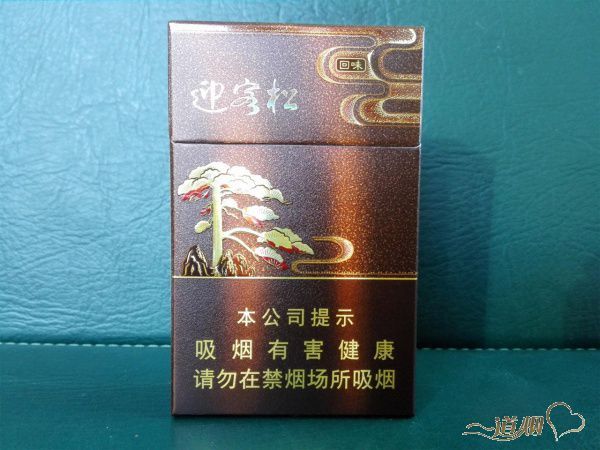 回味
迎客松
本公司提示
吸烟有害健康
请勿在禁烟场所吸烟
一道烟